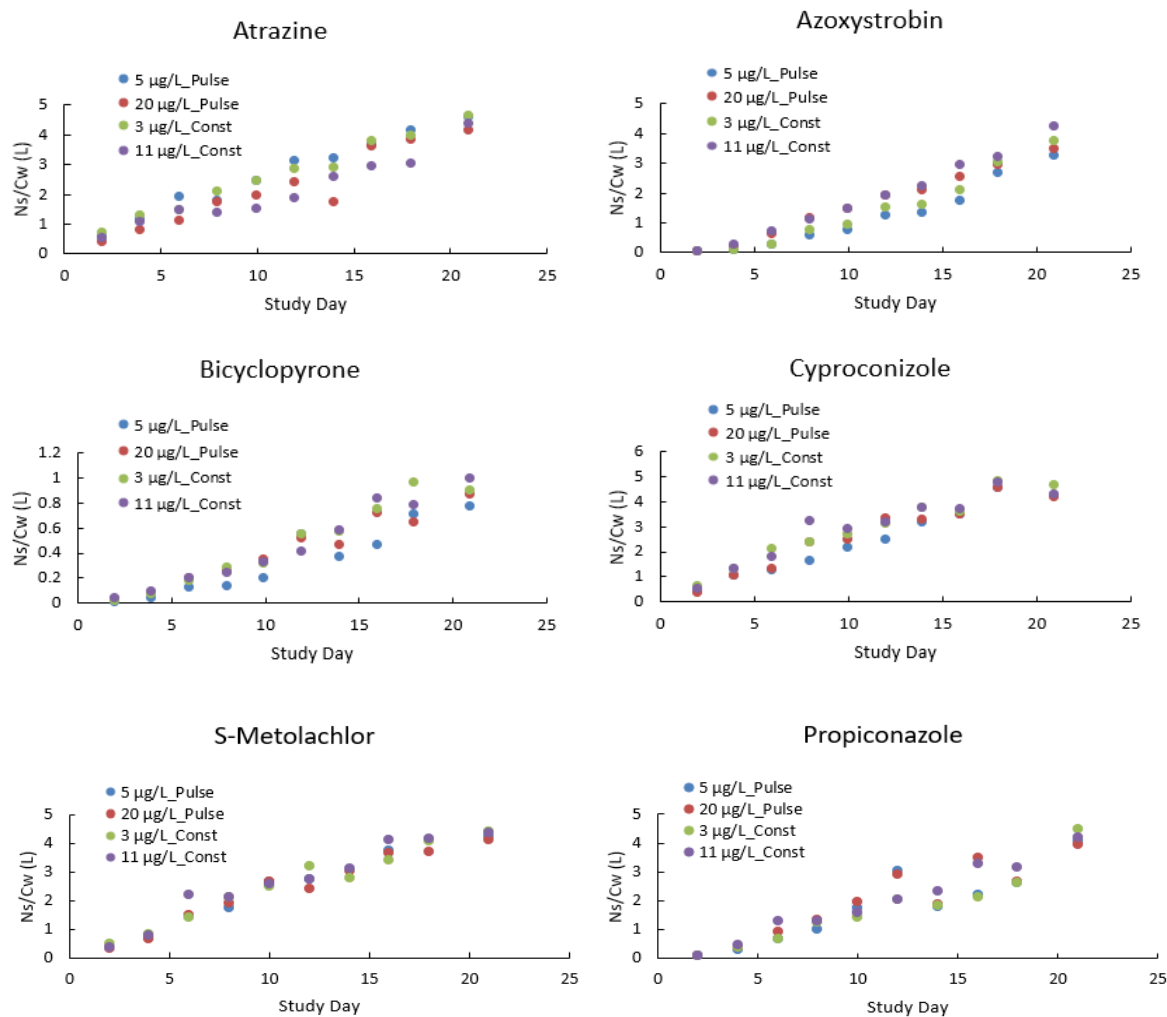 Atrazine
5 µg/L_Pulse
20 µg/L_Pulse
3 µg/L_Const
11 µg/L_Const
Ns/Cw (L)
5
4
3
2
1
0
0 5 10 15 20 25
Study Day
Azoxystrobin
5 µg/L_Pulse
20 µg/L_Pulse
3 µg/L_Const
11 µg/L_Const
Ns/Cw (L)
5
4
3
2
1
0
0 5 10 15 20 25
Study Day
Bicyclopyrone
5 µg/L_Pulse
20 µg/L_Pulse
3 µg/L_Const
11 µg/L_Const
Ns/Cw (L)
1.2
1
0.8
0.6
0.4
0.2
0
0 5 10 15 20 25
Study Day
Cyproconizole
5 µg/L_Pulse
20 µg/L_Pulse
3 µg/L_Const
11 µg/L_Const
Ns/Cw (L)
6
5
4
3
2
1
0
0 5 10 15 20 25
Study Day
S-Metolachlor
5 µg/L_Pulse
20 µg/L_Pulse
3 µg/L_Const
11 µg/L_Const
Ns/Cw (L)
5
4
3
2
1
0
0 5 10 15 20 25
Study Day
Propiconazole
5 µg/L_Pulse
20 µg/L_Pulse
3 µg/L_Const
11 µg/L_Const
Ns/Cw (L)
5
4
3
2
1
0
0 5 10 15 20 25
Study Day